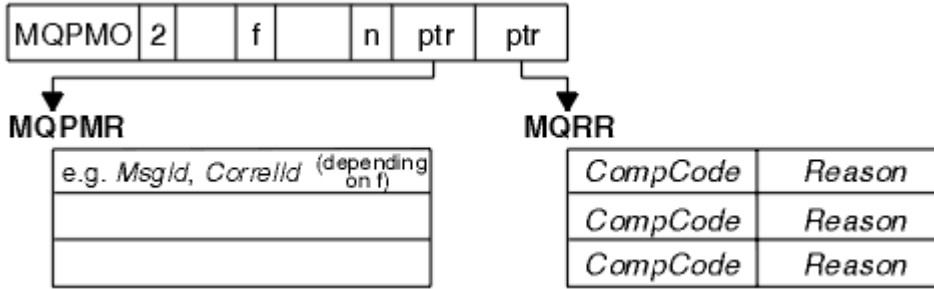 MQPMO 2 f n ptr ptr
MQPMR MQRR
e.g. MsgId, CorrelId (depending on f) CompCode Reason
CompCode Reason
CompCode Reason